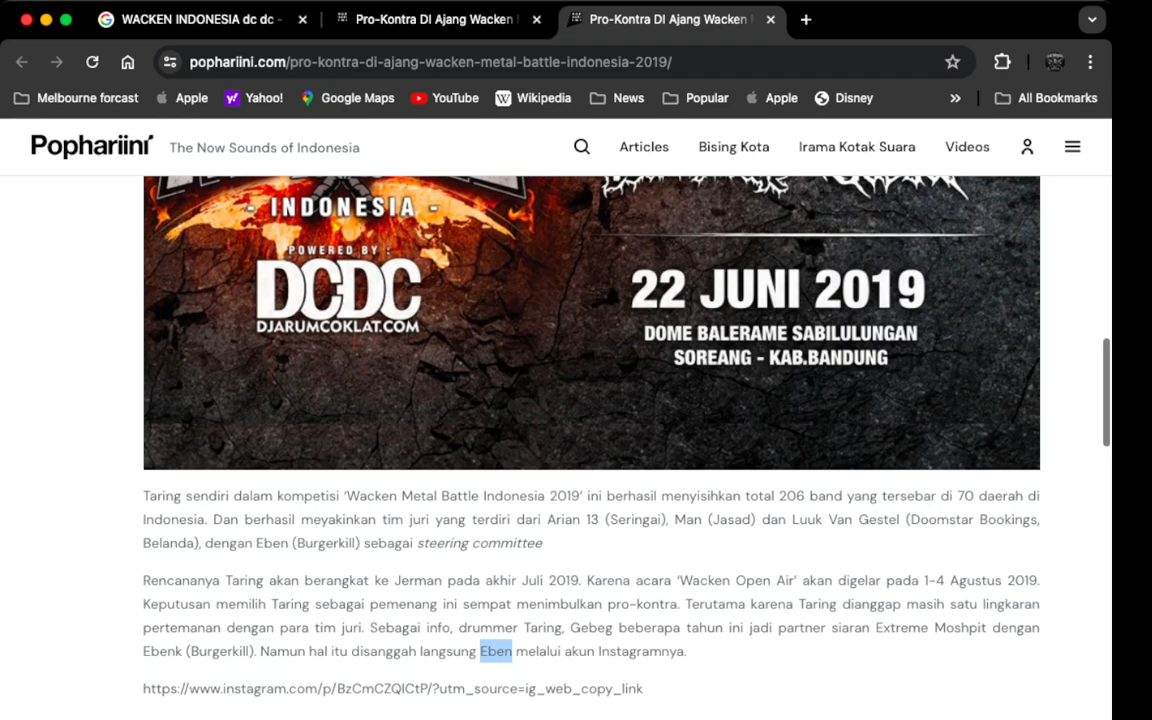 WACKEN INDONESIA dc dc -
Pro-Kontra DI Ajang Wacken
Pro-Kontra DI Ajang Wacken
pophariini.com/pro-kontra-di-ajang-wacken-metal-battle-indonesia-2019/
Melbourne forcast Apple Yahoo! Google Maps YouTube Wikipedia News Popular Apple Disney » All Bookmarks
Pophariini The Now Sounds of Indonesia Articles Bising Kota Irama Kotak Suara Videos
- INDONESIA -
POWERED BY :
DCDC
DJARUMCOKLAT.COM
22 JUNI 2019
DOME BALERAME SABILULUNGAN
SOREANG - KAB.BANDUNG
Taring sendiri dalam kompetisi ‘Wacken Metal Battle Indonesia 2019’ ini berhasil menyisihkan total 206 band yang tersebar di 70 daerah di
Indonesia. Dan berhasil meyakinkan tim juri yang terdiri dari Arian 13 (Seringai), Man (Jasad) dan Luuk Van Gestel (Doomstar Bookings,
Belanda), dengan Eben (Burgerkill) sebagai steering committee
Rencananya Taring akan berangkat ke Jerman pada akhir Juli 2019. Karena acara ‘Wacken Open Air’ akan digelar pada 1-4 Agustus 2019.
Keputusan memilih Taring sebagai pemenang ini sempat menimbulkan pro-kontra. Terutama karena Taring dianggap masih satu lingkaran
pertemanan dengan para tim juri. Sebagai info, drummer Taring, Gebeg beberapa tahun ini jadi partner siaran Extreme Moshpit dengan
Ebenk (Burgerkill). Namun hal itu disanggah langsung Eben melalui akun Instagramnya.
https://www.instagram.com/p/BzCmCZQlCtP/?utm_source=ig_web_copy_link